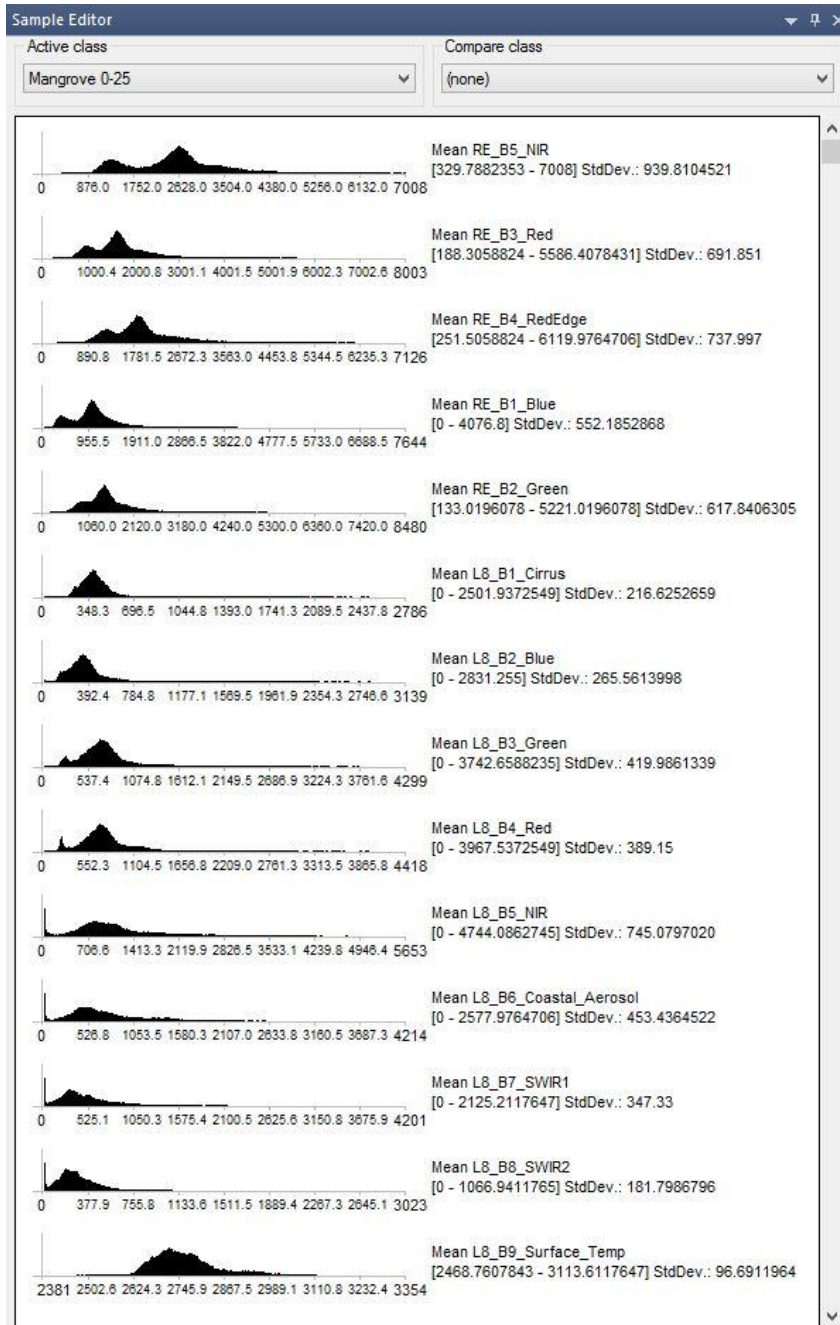 Sample Editor
Active class
Compare class
Mangrove 0-25
(none)
Mean RE_B5_NIR
[329.7882353 - 7008] StdDev.: 939.8104521
0 876.0 1752.0 2628.0 3504.0 4380.0 5256.0 6132.0 7008
Mean RE_B3_Red
[188.3058824 - 5586.4078431] StdDev.: 691.851
0 1000.4 2000.8 3001.1 4001.5 5001.9 6002.3 7002.6 8003
Mean RE_B4_RedEdge
[251.5058824 - 6119.9764706] StdDev.: 737.997
0 890.8 1781.5 2672.3 3563.0 4453.8 5344.5 6235.3 7126
Mean RE_B1_Blue
[0 - 4076.8] StdDev.: 552.1852868
0 955.5 1911.0 2866.5 3822.0 4777.5 5733.0 6688.5 7644
Mean RE_B2_Green
[133.0196078 - 5221.0196078] StdDev.: 617.8406305
0 1060.0 2120.0 3180.0 4240.0 5300.0 6360.0 7420.0 8480
Mean L8_B1_Cirrus
[0 - 2501.9372549] StdDev.: 216.6252659
0 348.3 696.5 1044.8 1393.0 1741.3 2089.5 2437.8 2786
Mean L8_B2_Blue
[0 - 2831.255] StdDev.: 265.5613998
0 392.4 784.8 1177.1 1569.5 1961.9 2354.3 2746.6 3139
Mean L8_B3_Green
[0 - 3742.6588235] StdDev.: 419.9861339
0 537.4 1074.8 1612.1 2149.5 2686.9 3224.3 3761.6 4299
Mean L8_B4_Red
[0 - 3967.5372549] StdDev.: 389.15
0 552.3 1104.5 1656.8 2209.0 2761.3 3313.5 3865.8 4418
Mean L8_B5_NIR
[0 - 4744.0862745] StdDev.: 745.0797020
0 706.6 1413.3 2119.9 2826.5 3533.1 4239.8 4946.4 5653
Mean L8_B6_Coastal_Aerosol
[0 - 2577.9764706] StdDev.: 453.4364522
0 526.8 1053.5 1580.3 2107.0 2633.8 3160.5 3687.3 4214
Mean L8_B7_SWIR1
[0 - 2125.2117647] StdDev.: 347.33
0 525.1 1050.3 1575.4 2100.5 2625.6 3150.8 3675.9 4201
Mean L8_B8_SWIR2
[0 - 1066.9411765] StdDev.: 181.7986796
0 377.9 755.8 1133.6 1511.5 1889.4 2267.3 2645.1 3023
Mean L8_B9_Surface_Temp
[2468.7607843 - 3113.6117647] StdDev.: 96.6911964
2381 2502.6 2624.3 2745.9 2867.5 2989.1 3110.8 3232.4 3354